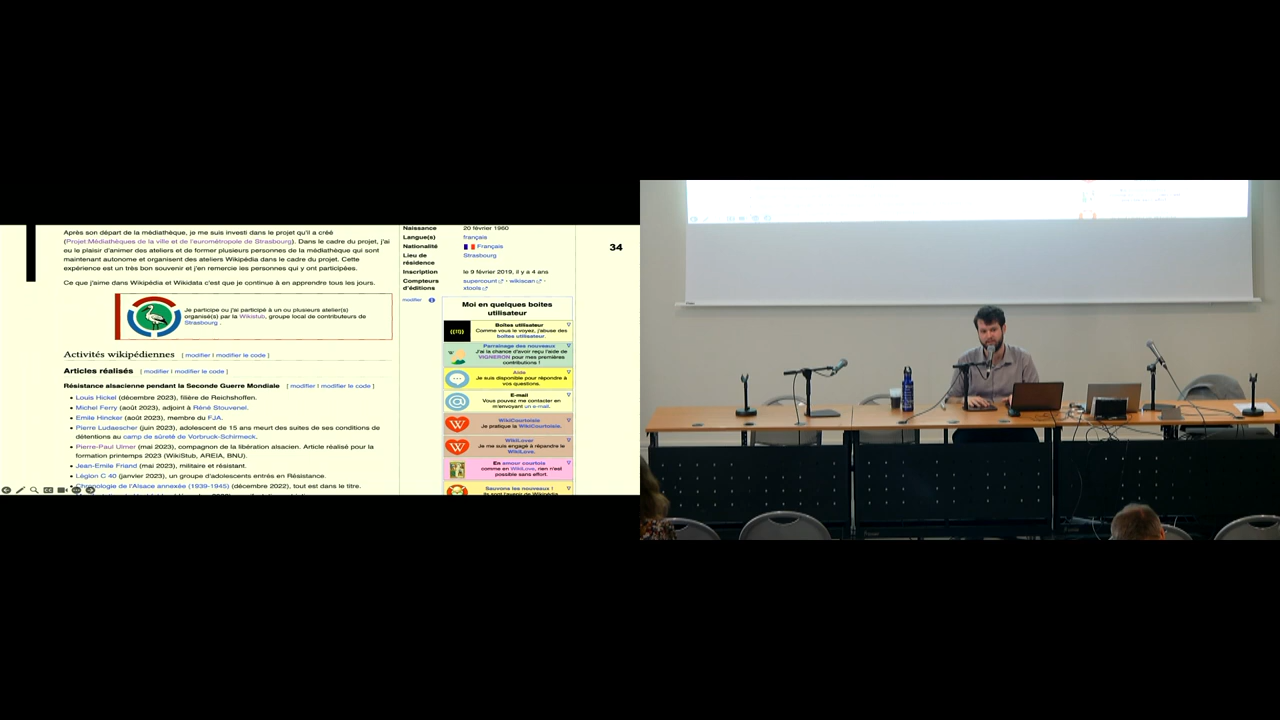 Après son départ de la médiathèque, je me suis investi dans le projet qu'il a créé
(Projet Médiathèques de la ville et de l'eurométropole de Strasbourg). Dans le cadre du projet, j'ai
eu le plaisir d'animer des ateliers et de former plusieurs personnes de la médiathèque qui sont
maintenant autonome et organisent des ateliers Wikipédia dans le cadre du projet. Cette
expérience est un très bon souvenir et j'en remercie les personnes qui y ont participées.
Ce que j'aime dans Wikipédia et Wikidata c'est que je continue à en apprendre tous les jours.
Je participe ou j'ai participé à un ou plusieurs atelier(s)
organisé(s) par la Wikistub, groupe local de contributeurs de
Strasbourg .
Activités wikipédiennes [ modifier | modifier le code ]
Articles réalisés [ modifier | modifier le code ]
Résistance alsacienne pendant la Seconde Guerre Mondiale [ modifier | modifier le code ]
• Louis Hickel (décembre 2023), filière de Reichshoffen.
• Michel Ferry (août 2023), adjoint à Réné Stouvenel.
• Emile Hincker (août 2023), membre du FJA.
• Pierre Ludaescher (juin 2023), adolescent de 15 ans meurt des suites de ses conditions de
détentions au camp de sûreté de Vorbruck-Schirmeck.
• Pierre-Paul Ulmer (mai 2023), compagnon de la libération alsacien. Article réalisé pour la
formation printemps 2023 (WikiStub, AREIA, BNU).
• Jean-Emile Friand (mai 2023), militaire et résistant.
• Légion C 40 (janvier 2023), un groupe d'adolescents entrés en Résistance.
• Chronologie de l'Alsace annexée (1939-1945) (décembre 2022), tout est dans le titre.
Naissance 20 février 1960
Langue(s) français
Nationalité Français
Lieu de
résidence Strasbourg
Inscription le 9 février 2019, il y a 4 ans
Compteurs
d'éditions supercount · wikiscan ·
xtools
modifier
34
Moi en quelques boites
utilisateur
((!!))
Boîtes utilisateur
Comme vous le voyez, j'abuse des
boîtes utilisateur.
Parrainage des nouveaux
J'ai la chance d'avoir reçu l'aide de
VIGNERON pour mes premières
contributions !
Aide
Je suis disponible pour répondre à
vos questions.
@
E-mail
Vous pouvez me contacter en
m'envoyant un e-mail.
W
WikiCourtoisie
Je pratique la WikiCourtoisie.
W
WikiLover
Je me suis engagé à répandre le
WikiLove.
En amour courtois
comme en WikiLove, rien n'est
possible sans effort.
Sauvons les nouveaux !